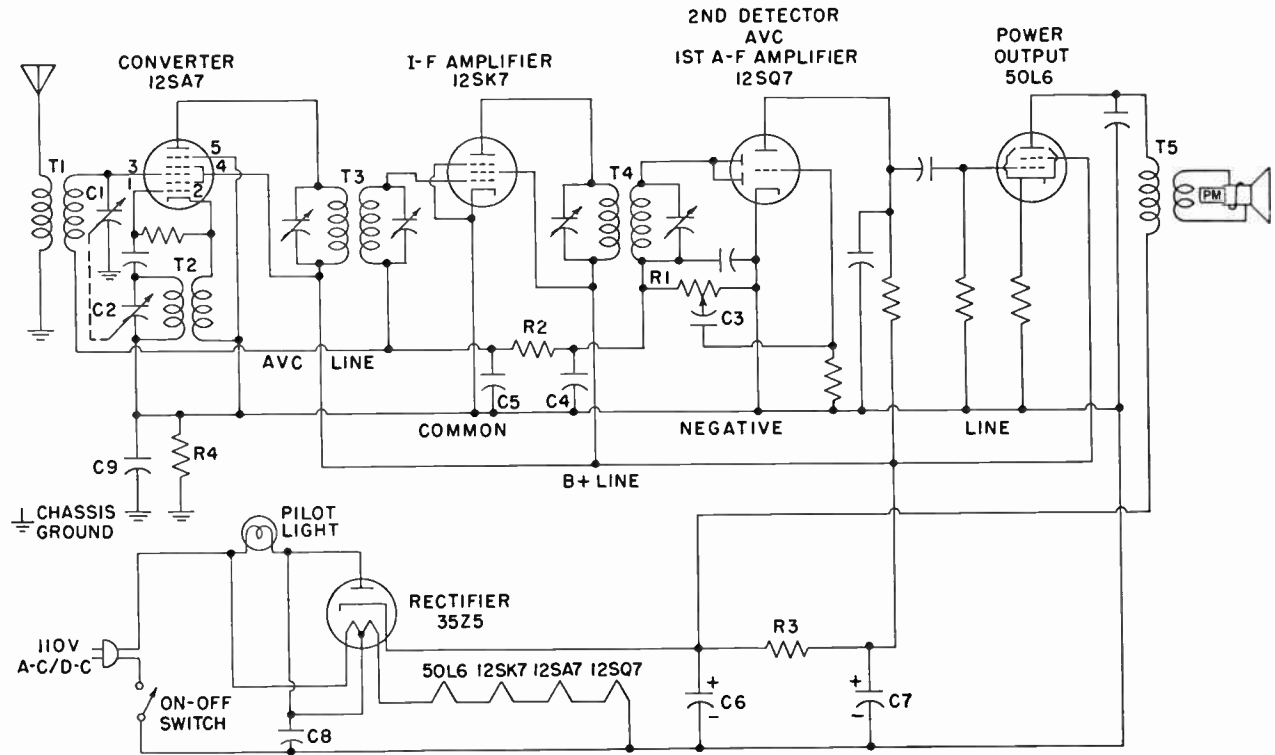 2ND DETECTOR
AVC
1ST A-F AMPLIFIER
12SQ7
CONVERTER
12SA7
I-F AMPLIFIER
12SK7
POWER
OUTPUT
50L6
T1
C1
3
1
5
4
2
T2
C2
T3
T4
R1
C3
T5
PM
R2
AVC LINE
C5
C4
COMMON NEGATIVE LINE
C9
R4
B+ LINE
CHASSIS
GROUND
PILOT
LIGHT
RECTIFIER
35Z5
110V
A-C/D-C
ON-OFF
SWITCH
50L6 12SK7 12SA7 12SQ7
C8
R3
+
-
C6
+
-
C7